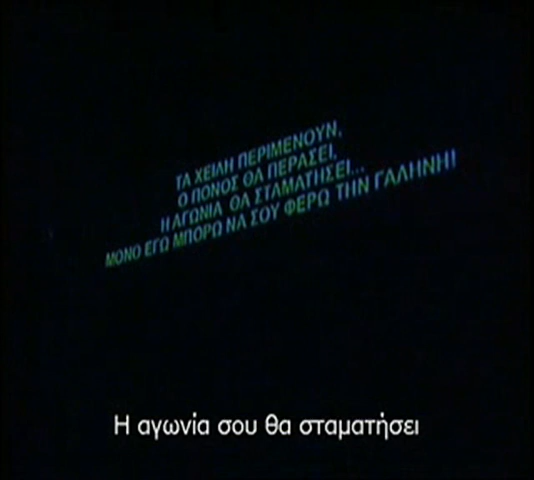 ΤΑ ΧΕΙΛΗ ΠΕΡΙΜΕΝΟΥΝ,
Ο ΠΟΝΟΣ ΘΑ ΠΕΡΑΣΕΙ,
Η ΑΓΩΝΙΑ ΘΑ ΣΤΑΜΑΤΗΣΕΙ...
ΜΟΝΟ ΕΓΩ ΜΠΟΡΩ ΝΑ ΣΟΥ ΦΕΡΩ ΤΗΝ ΓΑΛΗΝΗ!
Η αγωνία σου θα σταματήσει